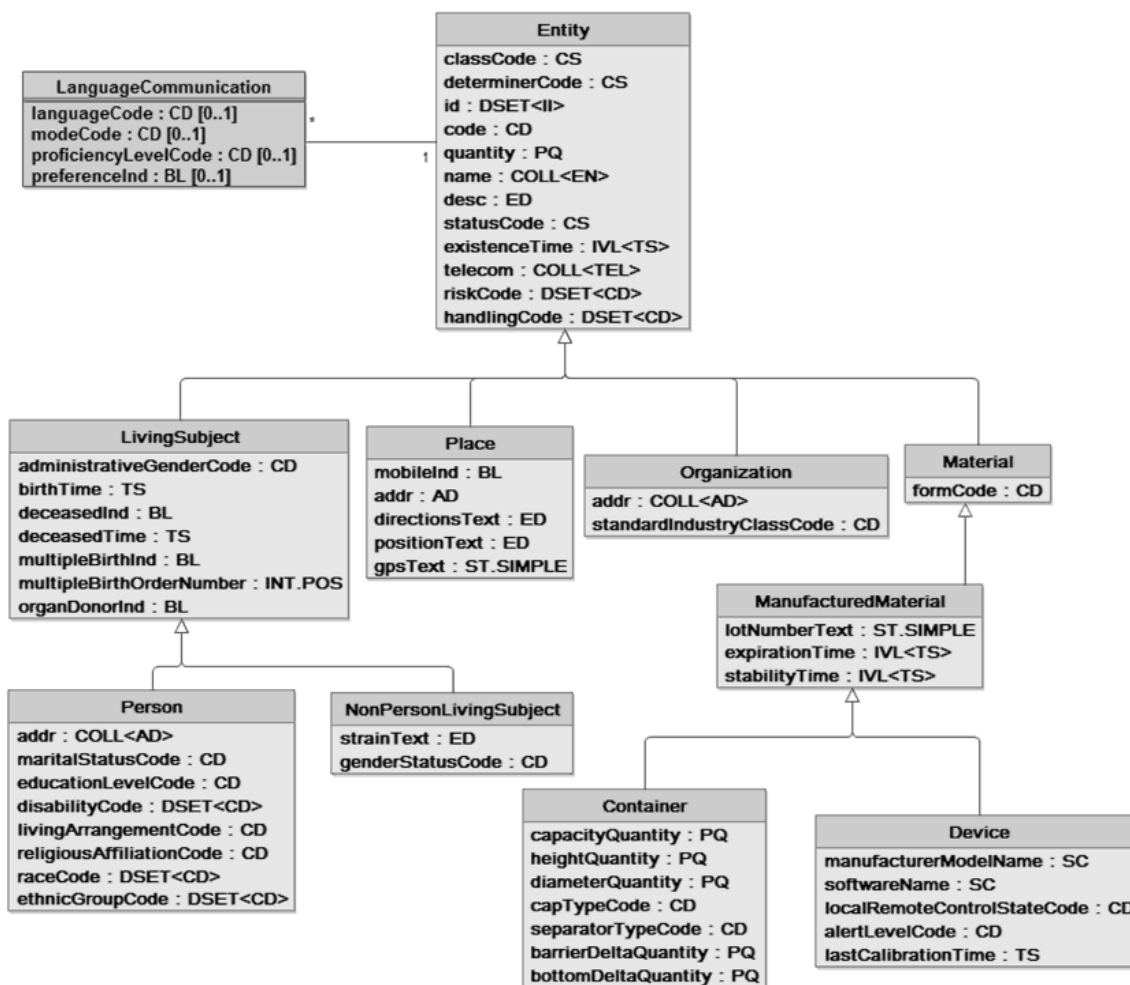 Entity
classCode : CS
determinerCode : CS
id : DSET<II>
code : CD
quantity : PQ
name : COLL<EN>
desc : ED
statusCode : CS
existenceTime : IVL<TS>
telecom : COLL<TEL>
riskCode : DSET<CD>
handlingCode : DSET<CD>
LanguageCommunication
languageCode : CD [0..1]
modeCode : CD [0..1]
proficiencyLevelCode : CD [0..1]
preferenceInd : BL [0..1]
*
1
LivingSubject
administrativeGenderCode : CD
birthTime : TS
deceasedInd : BL
deceasedTime : TS
multipleBirthInd : BL
multipleBirthOrderNumber : INT.POS
organDonorInd : BL
Place
mobileInd : BL
addr : AD
directionsText : ED
positionText : ED
gpsText : ST.SIMPLE
Organization
addr : COLL<AD>
standardIndustryClassCode : CD
Material
formCode : CD
ManufacturedMaterial
lotNumberText : ST.SIMPLE
expirationTime : IVL<TS>
stabilityTime : IVL<TS>
Person
addr : COLL<AD>
maritalStatusCode : CD
educationLevelCode : CD
disabilityCode : DSET<CD>
livingArrangementCode : CD
religiousAffiliationCode : CD
raceCode : DSET<CD>
ethnicGroupCode : DSET<CD>
NonPersonLivingSubject
strainText : ED
genderStatusCode : CD
Container
capacityQuantity : PQ
heightQuantity : PQ
diameterQuantity : PQ
capTypeCode : CD
separatorTypeCode : CD
barrierDeltaQuantity : PQ
bottomDeltaQuantity : PQ
Device
manufacturerModelName : SC
softwareName : SC
localRemoteControlStateCode : CD
alertLevelCode : CD
lastCalibrationTime : TS